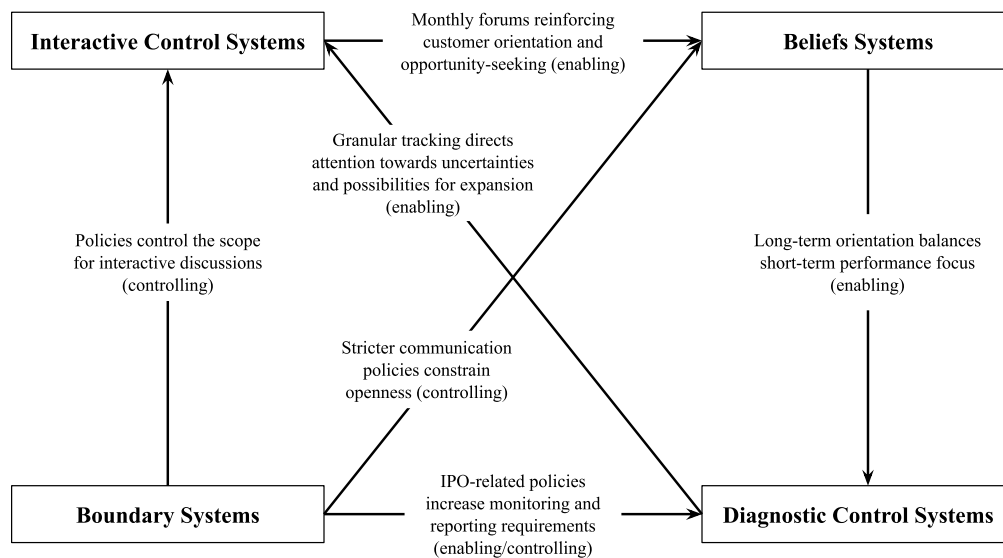 Interactive Control Systems
Monthly forums reinforcing
customer orientation and
opportunity-seeking (enabling)
Beliefs Systems
Granular tracking directs
attention towards uncertainties
and possibilities for expansion
(enabling)
Policies control the scope
for interactive discussions
(controlling)
Long-term orientation balances
short-term performance focus
(enabling)
Stricter communication
policies constrain
openness (controlling)
Boundary Systems
IPO-related policies
increase monitoring and
reporting requirements
(enabling/controlling)
Diagnostic Control Systems